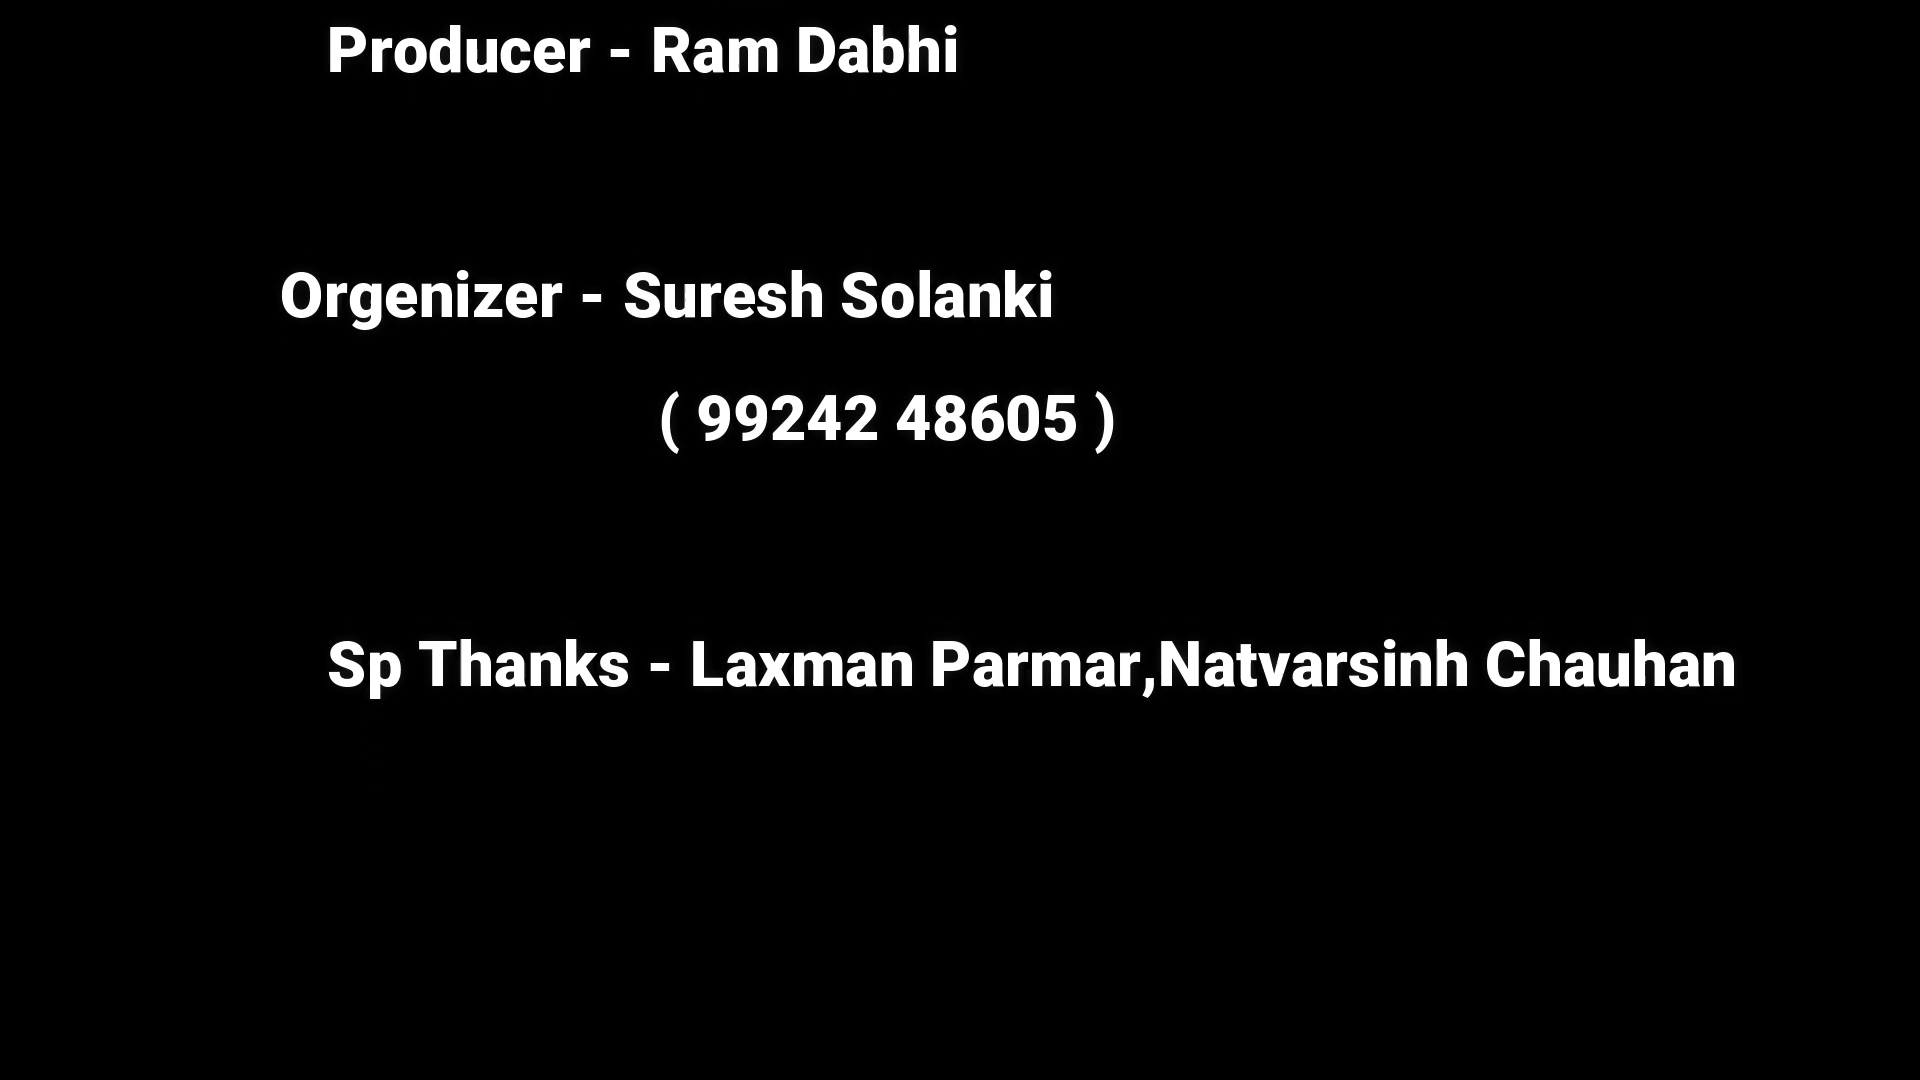 Producer - Ram Dabhi
Orgenizer - Suresh Solanki
( 99242 48605 )
Sp Thanks - Laxman Parmar,Natvarsinh Chauhan